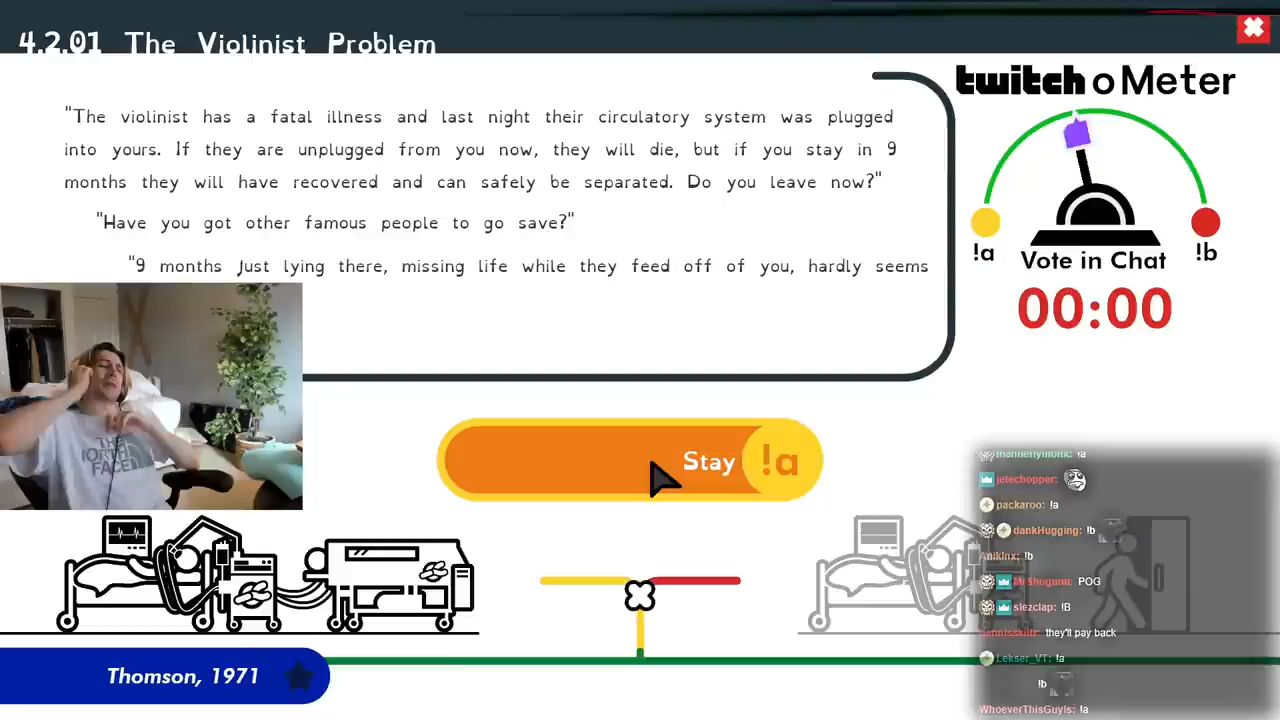 4.2.01 The Violinist Problem
"The violinist has a fatal illness and last night their circulatory system was plugged
into yours. If they are unplugged from you now, they will die, but if you stay in 9
months they will have recovered and can safely be separated. Do you leave now?"
"Have you got other famous people to go save?"
"9 months just lying there, missing life while they feed off of you, hardly seems
twitch o Meter
!a
Vote in Chat
!b
00:00
THE
NORTH
FACE
Stay
!a
mannerlymonk: !a
jetechopper:
packaroo: !a
dankHugging: !b
Anikinx: !b
MrShogunn: POG
slezclap: !B
they'll pay back
Lekser_VT: !a
!b
WhoeverThisGuyIs: !a
Thomson, 1971